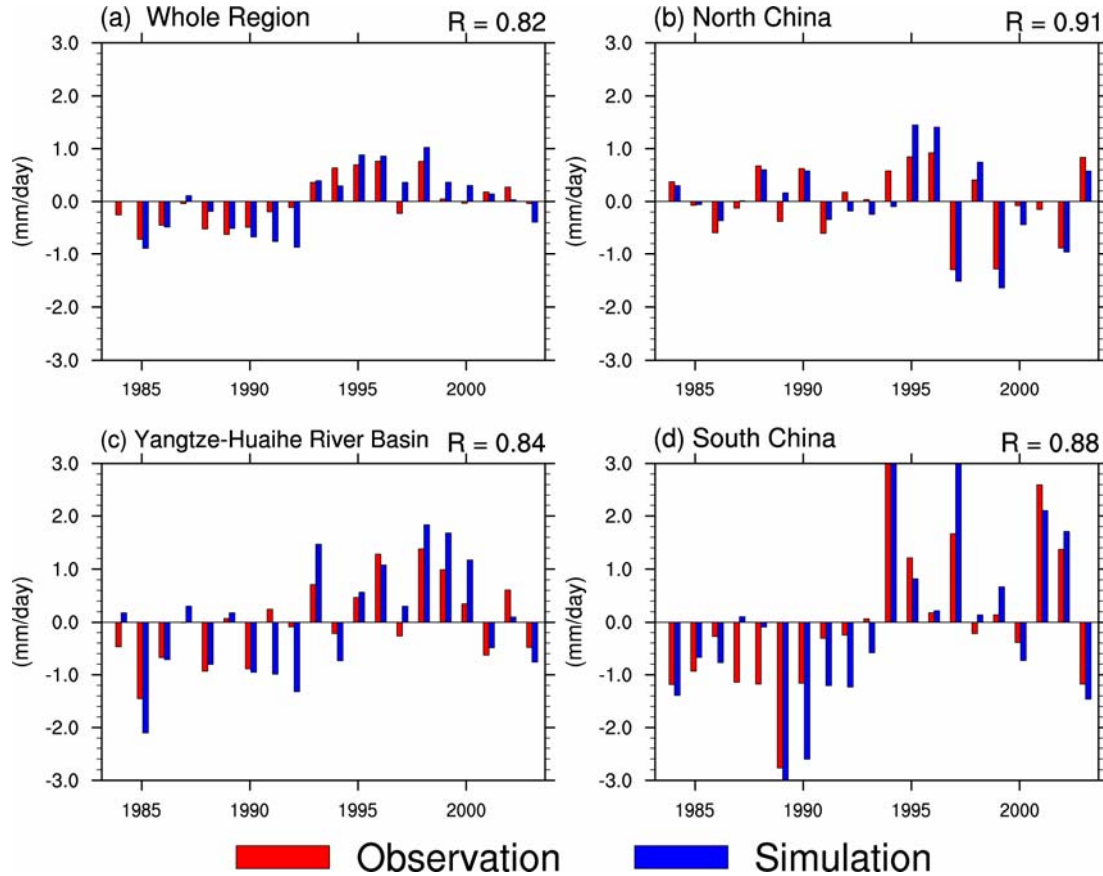 (a) Whole Region R = 0.82
3.0
2.0
1.0
0.0
-1.0
-2.0
-3.0
(mm/day)
1985 1990 1995 2000
(b) North China R = 0.91
3.0
2.0
1.0
0.0
-1.0
-2.0
-3.0
(mm/day)
1985 1990 1995 2000
(c) Yangtze-Huaihe River Basin R = 0.84
3.0
2.0
1.0
0.0
-1.0
-2.0
-3.0
(mm/day)
1985 1990 1995 2000
(d) South China R = 0.88
3.0
2.0
1.0
0.0
-1.0
-2.0
-3.0
(mm/day)
1985 1990 1995 2000
Observation Simulation